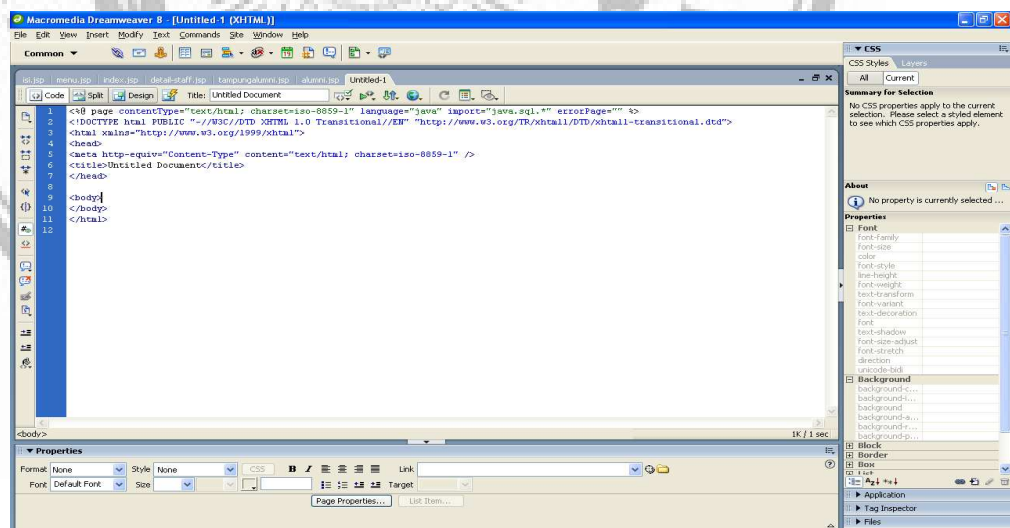 Macromedia Dreamweaver 8 - [Untitled-1 (XHTML)]
File Edit View Insert Modify Text Commands Site Window Help
Common
isi.jsp menu.jsp index.jsp detail-staff.jsp tampungalumni.jsp alumni.jsp Untitled-1
Code Split Design Title: Untitled Document
1 <%@ page contentType="text/html; charset=iso-8859-1" language="java" import="java.sql.*" errorPage="" %>
2 <!DOCTYPE html PUBLIC "-//W3C//DTD XHTML 1.0 Transitional//EN" "http://www.w3.org/TR/xhtml1/DTD/xhtml1-transitional.dtd">
3 <html xmlns="http://www.w3.org/1999/xhtml">
4 <head>
5 <meta http-equiv="Content-Type" content="text/html; charset=iso-8859-1" />
6 <title>Untitled Document</title>
7 </head>
8
9 <body>
10 </body>
11 </html>
12
<body>
1K / 1 sec
Properties
Format None Style None CSS B I Link
Font Default Font Size Target
Page Properties... List Item...
CSS
CSS Styles Layers
All Current
Summary for Selection
No CSS properties apply to the current
selection. Please select a styled element
to see which CSS properties apply.
About
No property is currently selected ...
Properties
Font
font-family
font-size
color
font-style
line-height
font-weight
text-transform
font-variant
text-decoration
font
text-shadow
font-size-adjust
font-stretch
direction
unicode-bidi
Background
background-c...
background-i...
background
background-a...
background-r...
background-p...
Block
Border
Box
List
Application
Tag Inspector
Files